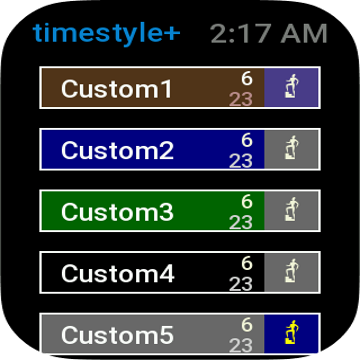 timestyle+ 2:17 AM
Custom1 6
23
Custom2 6
23
Custom3 6
23
Custom4 6
23
Custom5 6
23